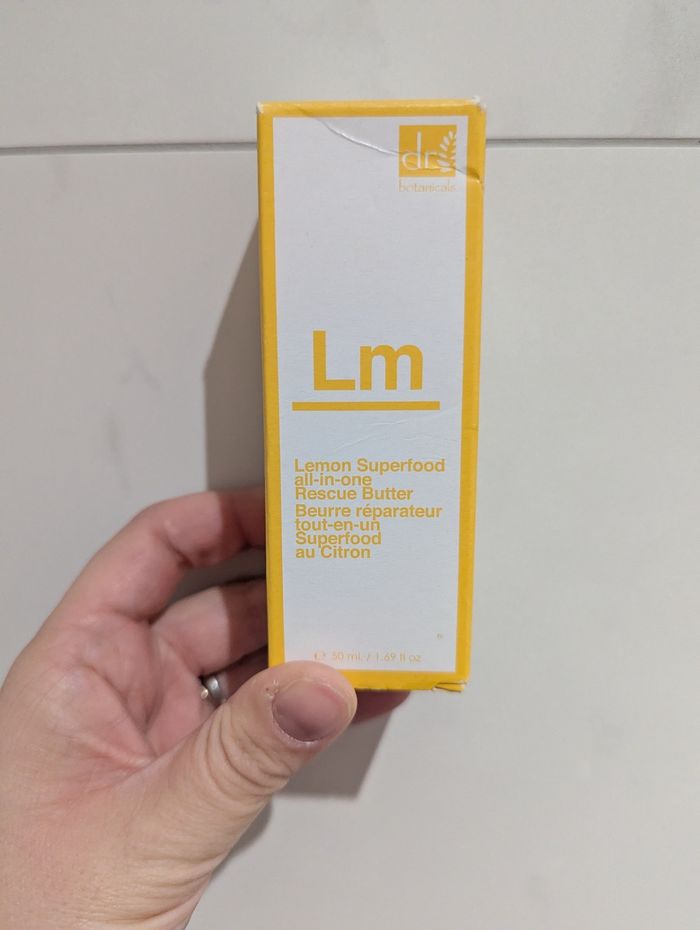 dr
botanicals
Lm
Lemon Superfood
all-in-one
Rescue Butter
Beurre réparateur
tout-en-un
Superfood
au Citron
℮ 50 mL / 1.69 fl oz